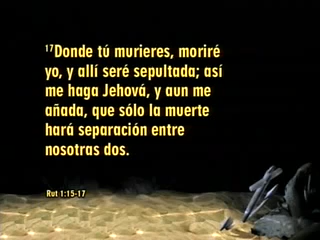 ¹⁷Donde tú murieres, moriré
yo, y allí seré sepultada; así
me haga Jehová, y aun me
añada, que sólo la muerte
hará separación entre
nosotras dos.
Rut 1:15-17